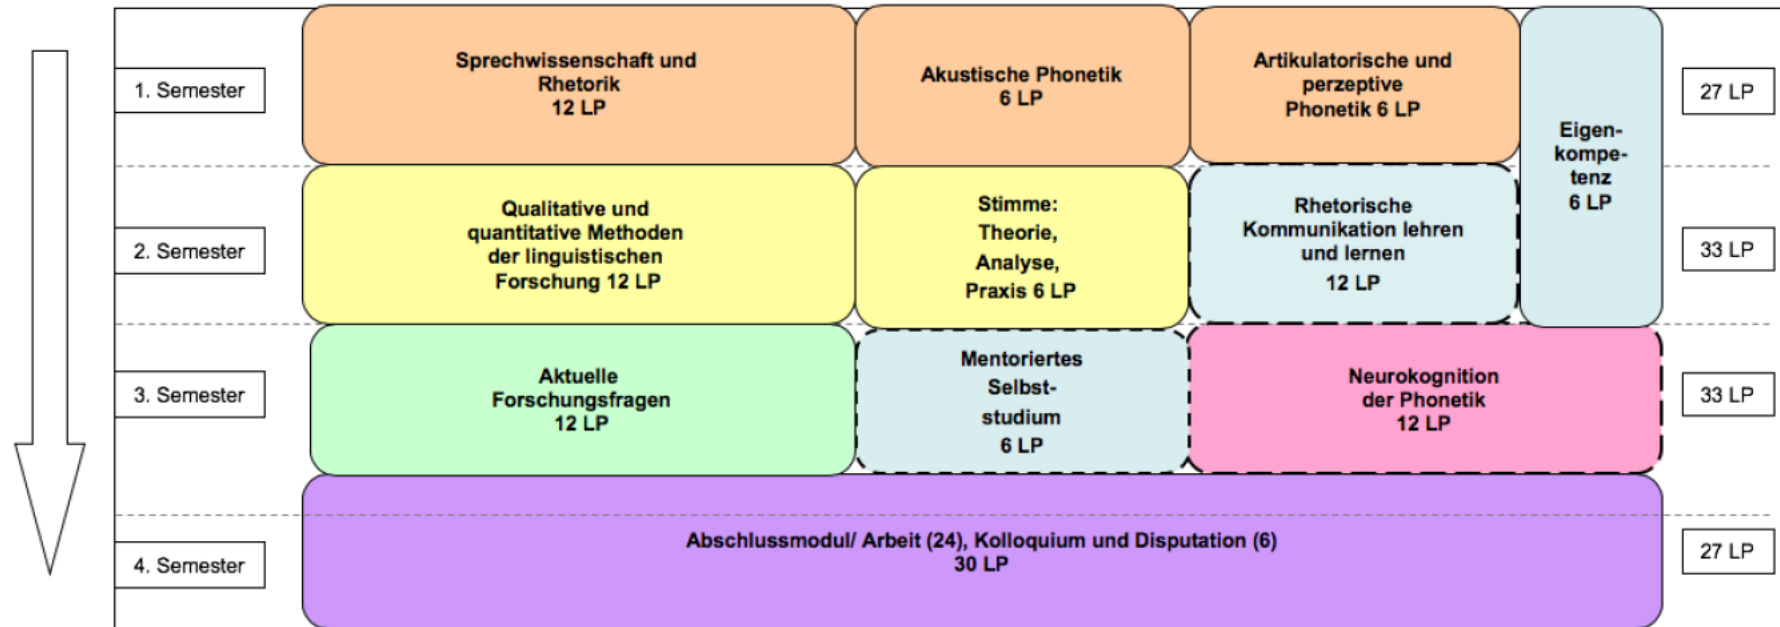 1. Semester
Sprechwissenschaft und
Rhetorik
12 LP
Akustische Phonetik
6 LP
Artikulatorische und
perzeptive
Phonetik 6 LP
Eigen-
kompe-
tenz
6 LP
27 LP
2. Semester
Qualitative und
quantitative Methoden
der linguistischen
Forschung 12 LP
Stimme:
Theorie,
Analyse,
Praxis 6 LP
Rhetorische
Kommunikation lehren
und lernen
12 LP
33 LP
3. Semester
Aktuelle
Forschungsfragen
12 LP
Mentoriertes
Selbst-
studium
6 LP
Neurokognition
der Phonetik
12 LP
33 LP
4. Semester
Abschlussmodul/ Arbeit (24), Kolloquium und Disputation (6)
30 LP
27 LP